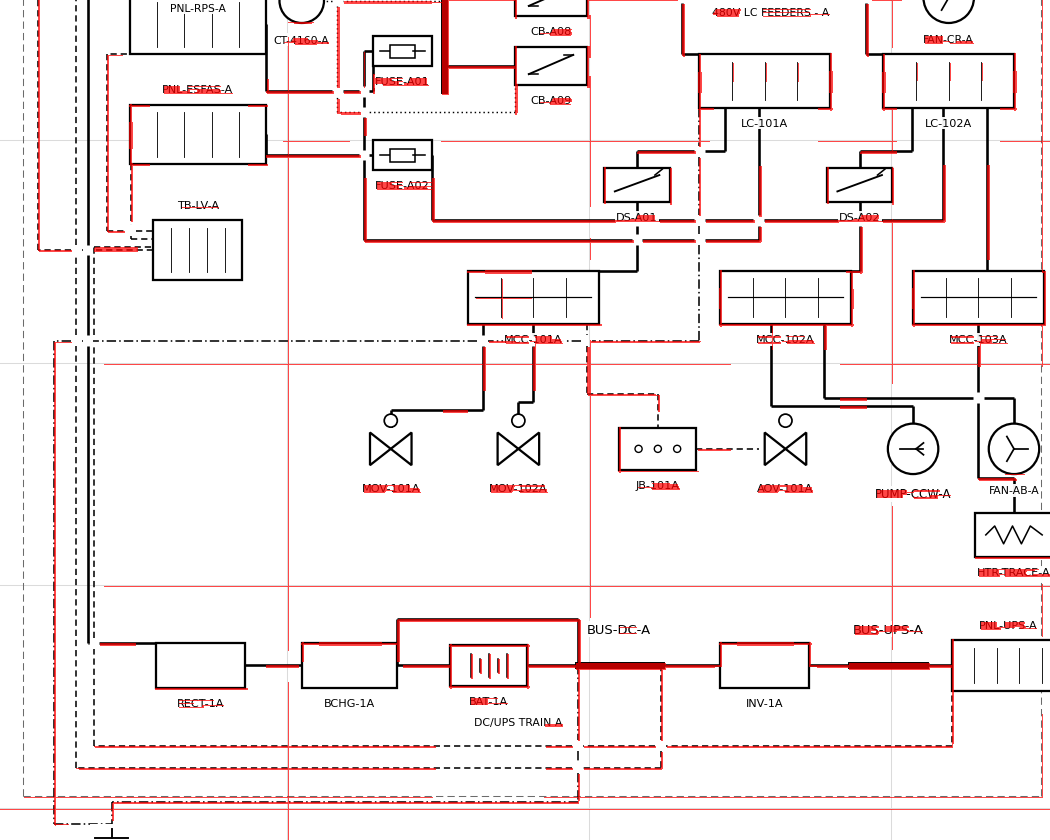 PNL-RPS-A
480V LC FEEDERS - A
CB-A08
CT-4160-A
FAN-CR-A
FUSE-A01
PNL-ESFAS-A
CB-A09
LC-101A
LC-102A
FUSE-A02
TB-LV-A
DS-A01
DS-A02
MCC-101A
MCC-102A
MCC-103A
MOV-101A
MOV-102A
JB-101A
AOV-101A
PUMP-CCW-A
FAN-AB-A
HTR-TRACE-A
BUS-DC-A
BUS-UPS-A
PNL-UPS-A
RECT-1A
BCHG-1A
BAT-1A
INV-1A
DC/UPS TRAIN A